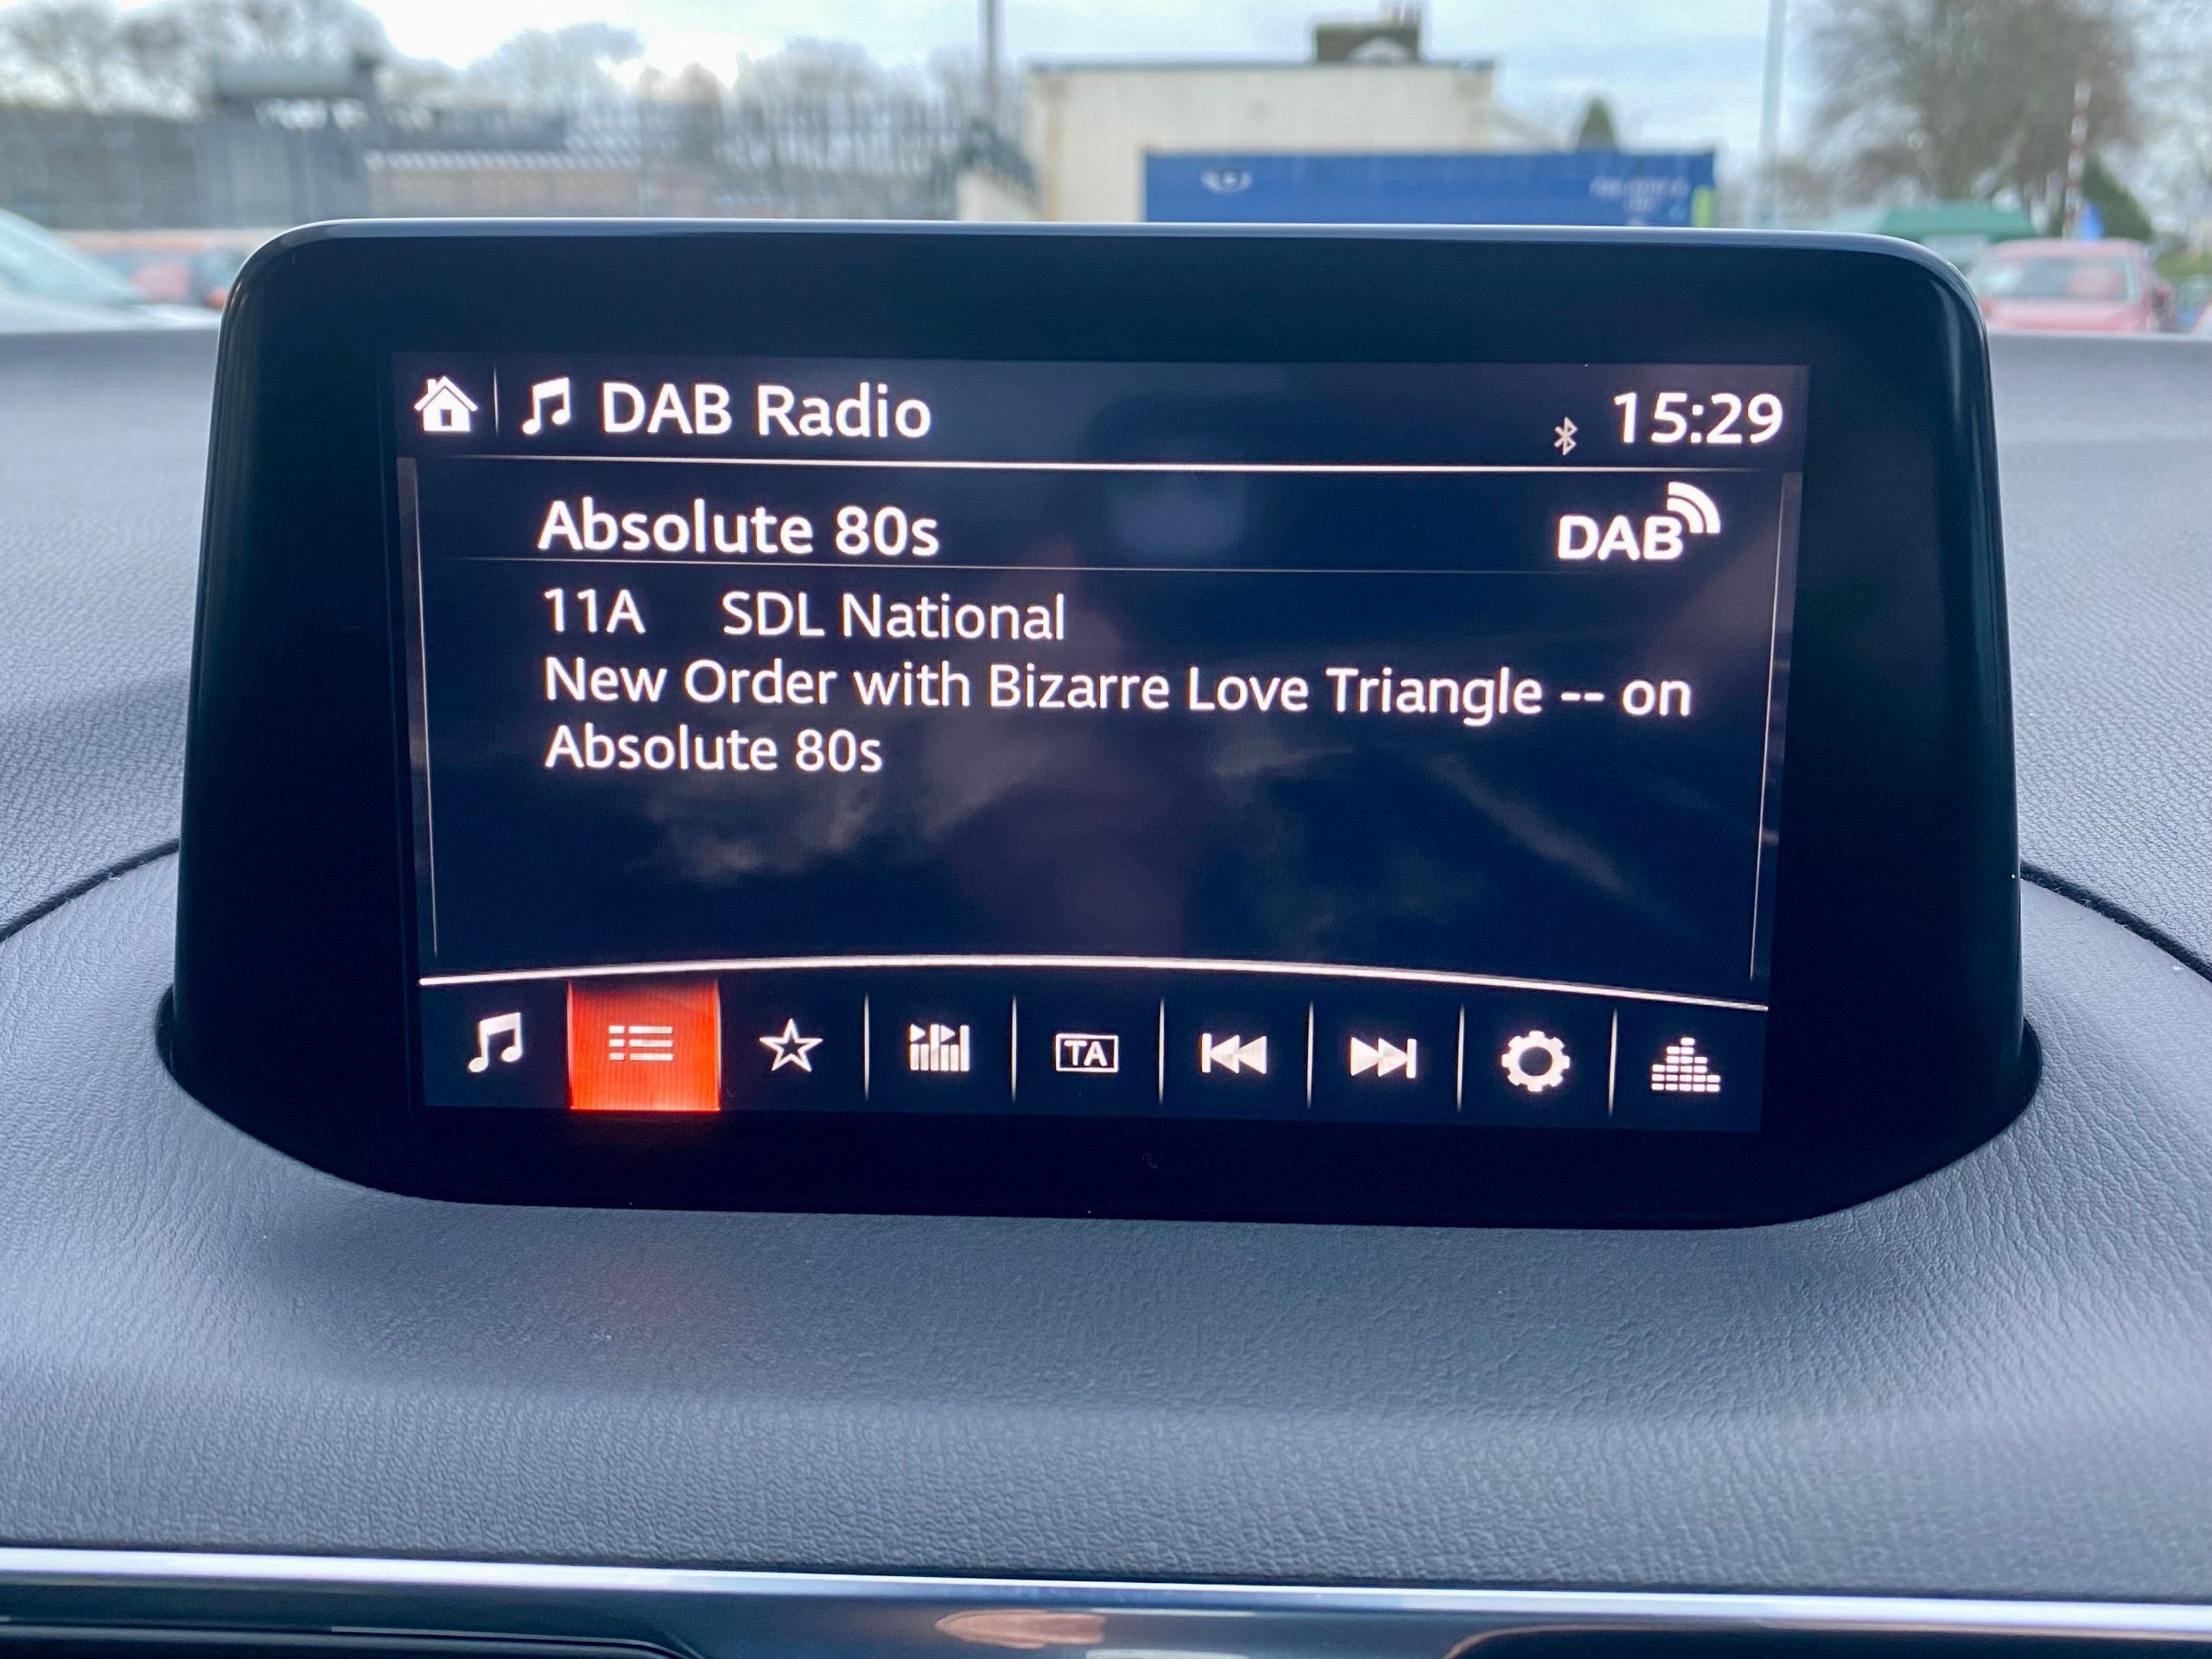 DAB Radio
15:29
Absolute 80s
DAB
11A SDL National
New Order with Bizarre Love Triangle -- on
Absolute 80s
TA